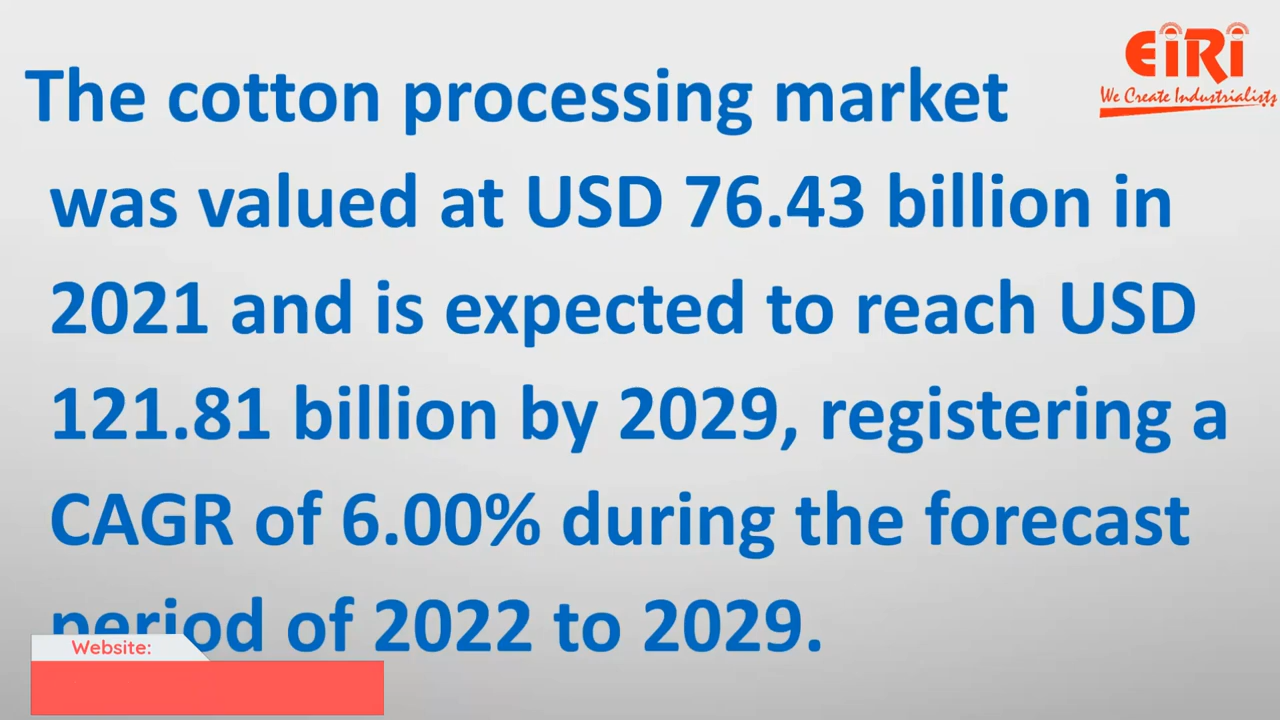 EiRi
We Create Industrialists
The cotton processing market
was valued at USD 76.43 billion in
2021 and is expected to reach USD
121.81 billion by 2029, registering a
CAGR of 6.00% during the forecast
period of 2022 to 2029.
Website: